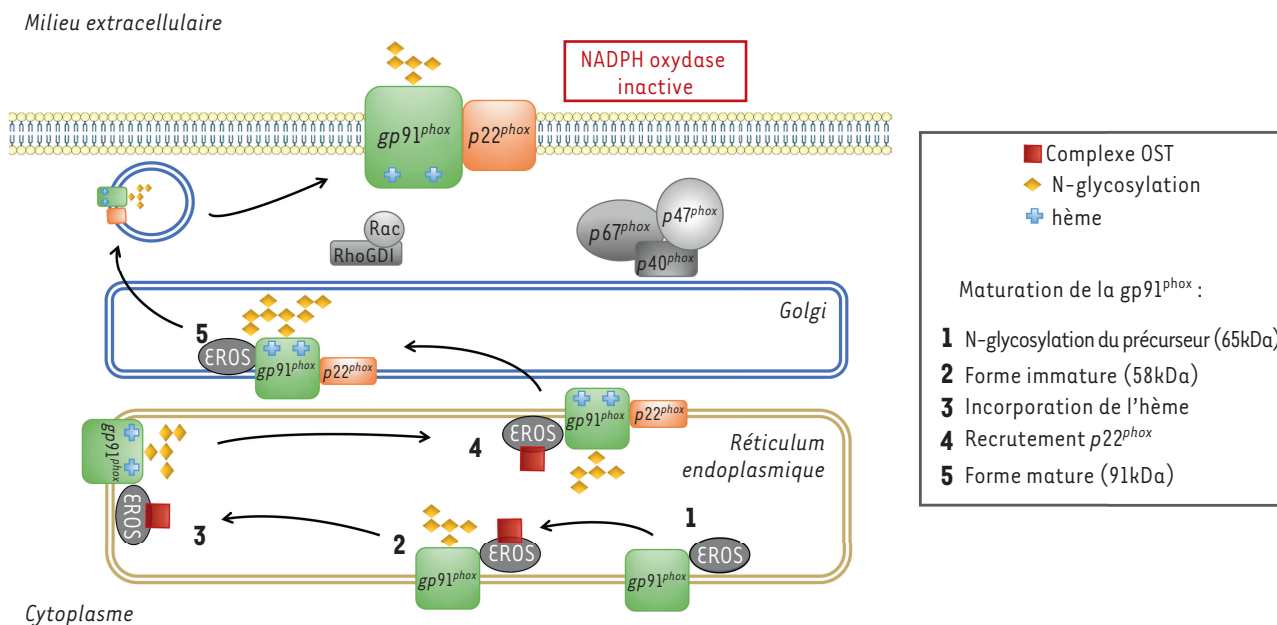 Milieu extracellulaire
NADPH oxydase
inactive
gp91phox
p22phox
Rac
RhoGDI
p67phox
p47phox
p40phox
Golgi
5
EROS
gp91phox
p22phox
gp91phox
EROS
3
4
EROS
gp91phox
p22phox
Réticulum
endoplasmique
2
gp91phox
EROS
1
gp91phox
EROS
Cytoplasme
Complexe OST
N-glycosylation
hème
Maturation de la gp91phox :
1 N-glycosylation du précurseur (65kDa)
2 Forme immature (58kDa)
3 Incorporation de l'hème
4 Recrutement p22phox
5 Forme mature (91kDa)